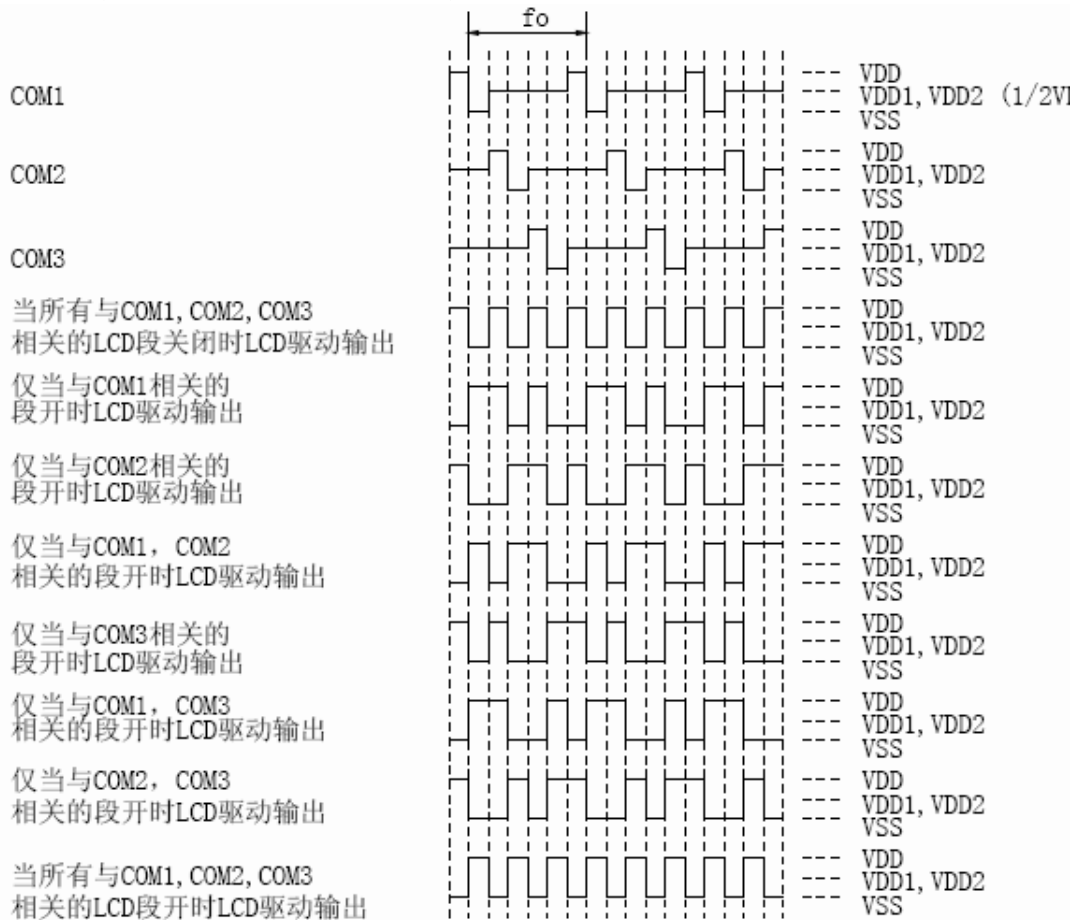 fo
COM1
VDD
VDD1, VDD2 (1/2V
VSS
COM2
VDD
VDD1, VDD2
VSS
COM3
VDD
VDD1, VDD2
VSS
当所有与COM1, COM2, COM3
相关的LCD段关闭时LCD驱动输出
VDD
VDD1, VDD2
VSS
仅当与COM1相关的
段开时LCD驱动输出
VDD
VDD1, VDD2
VSS
仅当与COM2相关的
段开时LCD驱动输出
VDD
VDD1, VDD2
VSS
仅当与COM1，COM2
相关的段开时LCD驱动输出
VDD
VDD1, VDD2
VSS
仅当与COM3相关的
段开时LCD驱动输出
VDD
VDD1, VDD2
VSS
仅当与COM1，COM3
相关的段开时LCD驱动输出
VDD
VDD1, VDD2
VSS
仅当与COM2，COM3
相关的段开时LCD驱动输出
VDD
VDD1, VDD2
VSS
当所有与COM1, COM2, COM3
相关的LCD段开时LCD驱动输出
VDD
VDD1, VDD2
VSS